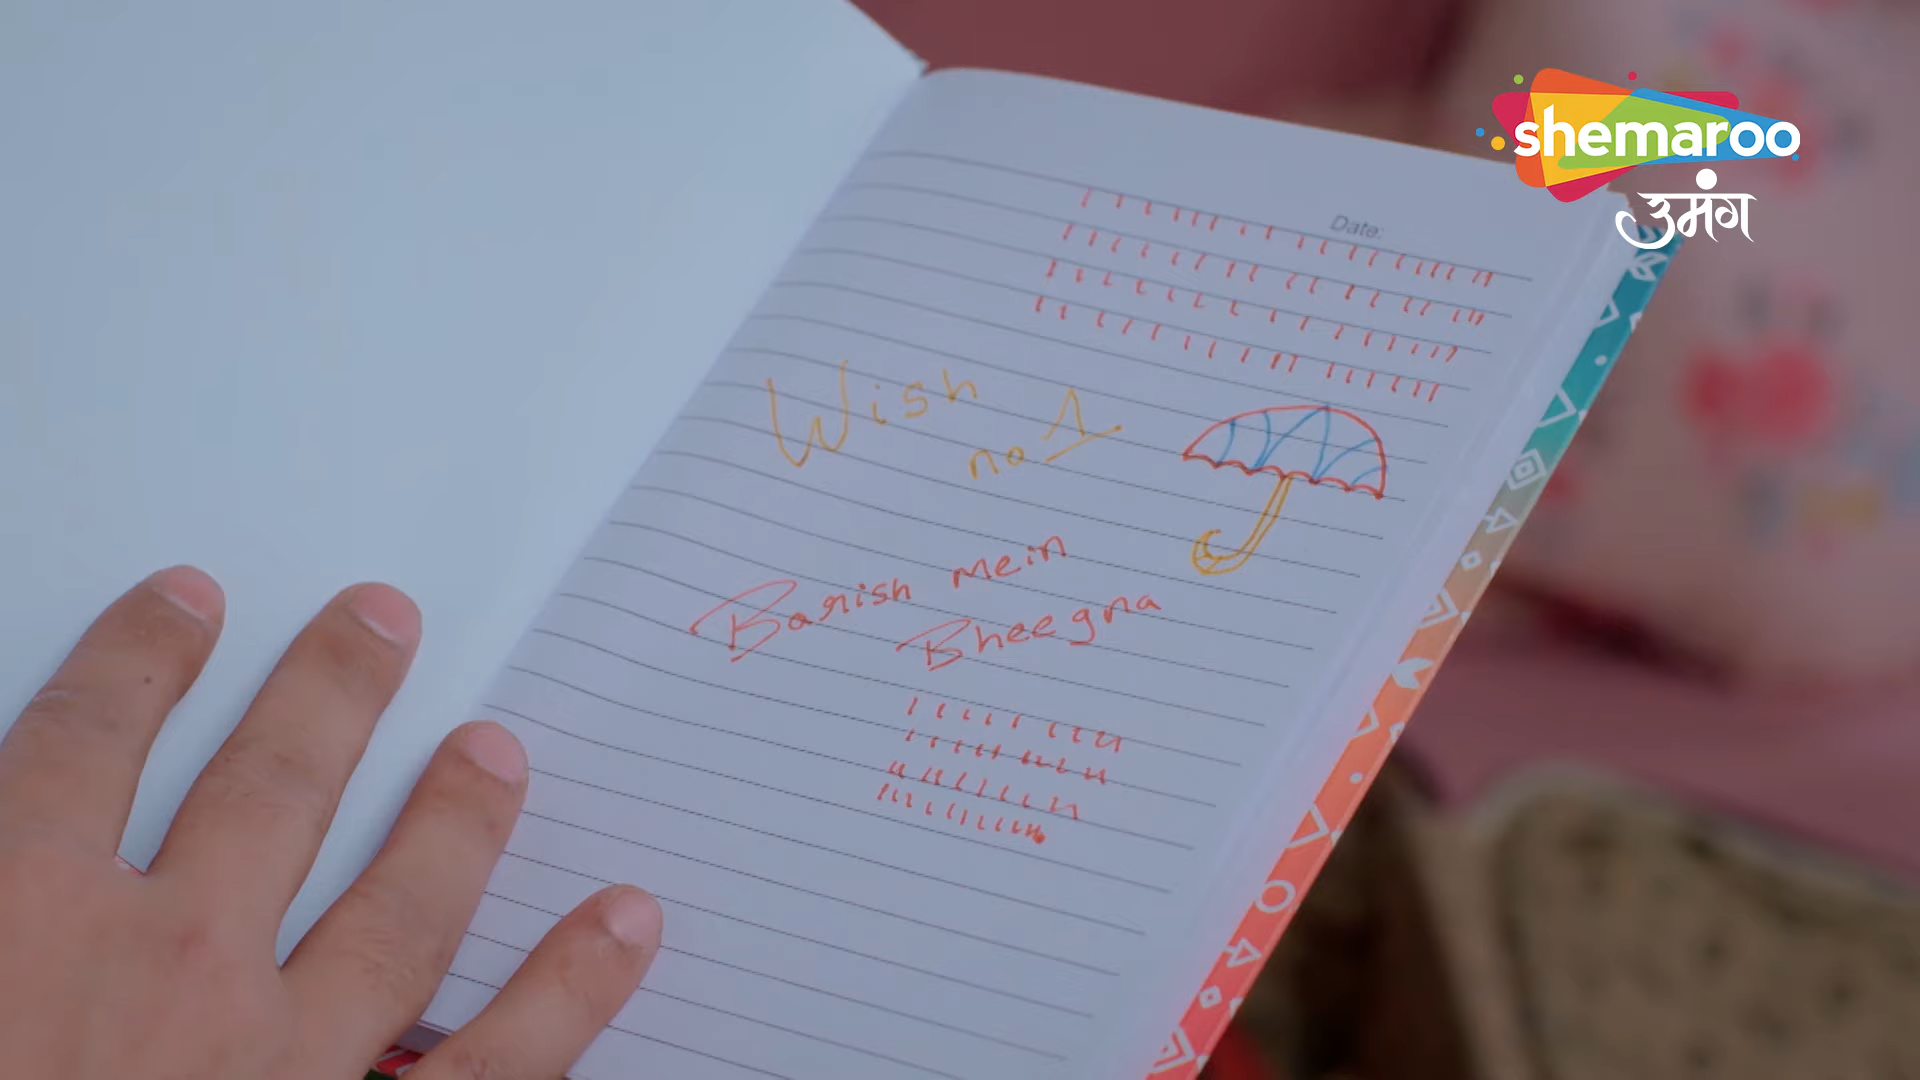 shemaroo
उमंग
Date:
Wish
no 1
Barish mein
Bheegna